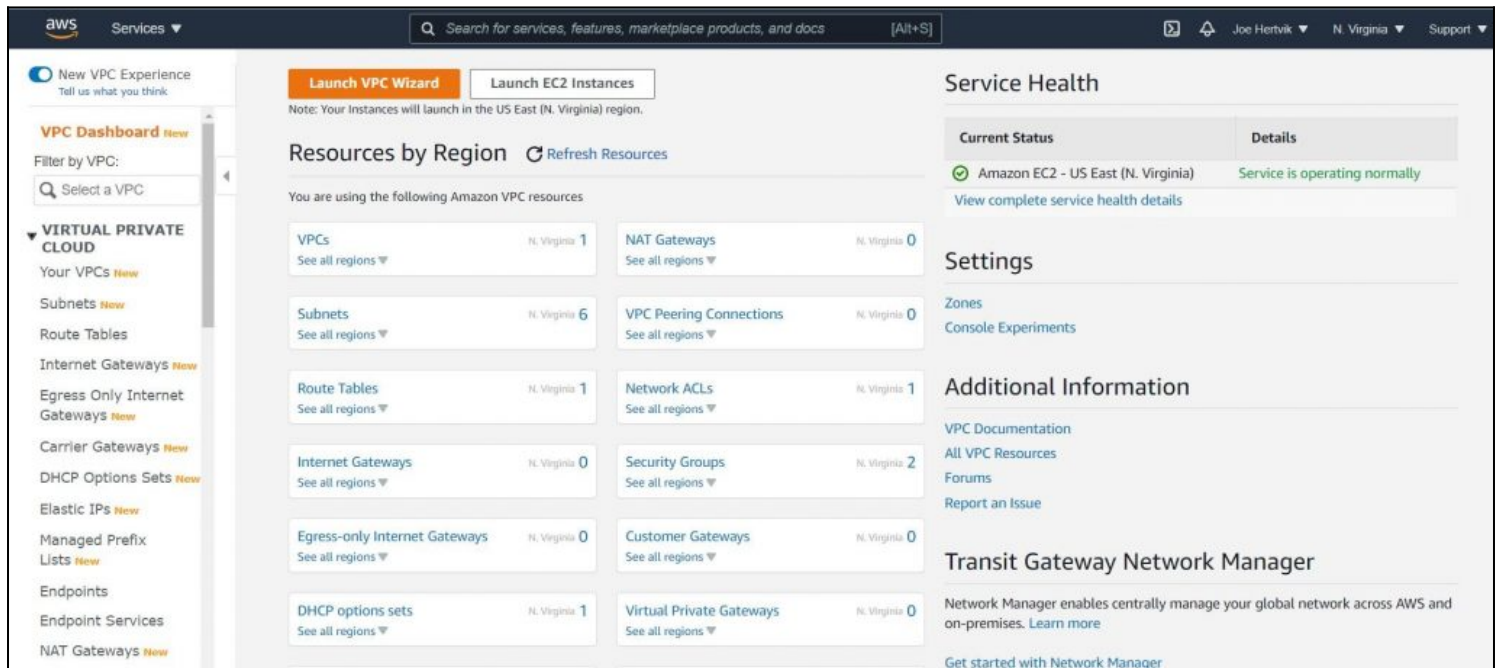 aws Services ▼ Search for services, features, marketplace products, and docs [Alt+S] Joe Hertvik ▼ N. Virginia ▼ Support ▼
New VPC Experience
Tell us what you think
VPC Dashboard New
Filter by VPC:
Select a VPC
VIRTUAL PRIVATE
CLOUD
Your VPCs New
Subnets New
Route Tables
Internet Gateways New
Egress Only Internet
Gateways New
Carrier Gateways New
DHCP Options Sets New
Elastic IPs New
Managed Prefix
Lists New
Endpoints
Endpoint Services
NAT Gateways New
Launch VPC Wizard Launch EC2 Instances
Note: Your Instances will launch in the US East (N. Virginia) region.
Resources by Region Refresh Resources
You are using the following Amazon VPC resources
VPCs N. Virginia 1
See all regions ▼
NAT Gateways N. Virginia 0
See all regions ▼
Subnets N. Virginia 6
See all regions ▼
VPC Peering Connections N. Virginia 0
See all regions ▼
Route Tables N. Virginia 1
See all regions ▼
Network ACLs N. Virginia 1
See all regions ▼
Internet Gateways N. Virginia 0
See all regions ▼
Security Groups N. Virginia 2
See all regions ▼
Egress-only Internet Gateways N. Virginia 0
See all regions ▼
Customer Gateways N. Virginia 0
See all regions ▼
DHCP options sets N. Virginia 1
See all regions ▼
Virtual Private Gateways N. Virginia 0
See all regions ▼
Service Health
Current Status Details
Amazon EC2 - US East (N. Virginia) Service is operating normally
View complete service health details
Settings
Zones
Console Experiments
Additional Information
VPC Documentation
All VPC Resources
Forums
Report an Issue
Transit Gateway Network Manager
Network Manager enables centrally manage your global network across AWS and
on-premises. Learn more
Get started with Network Manager